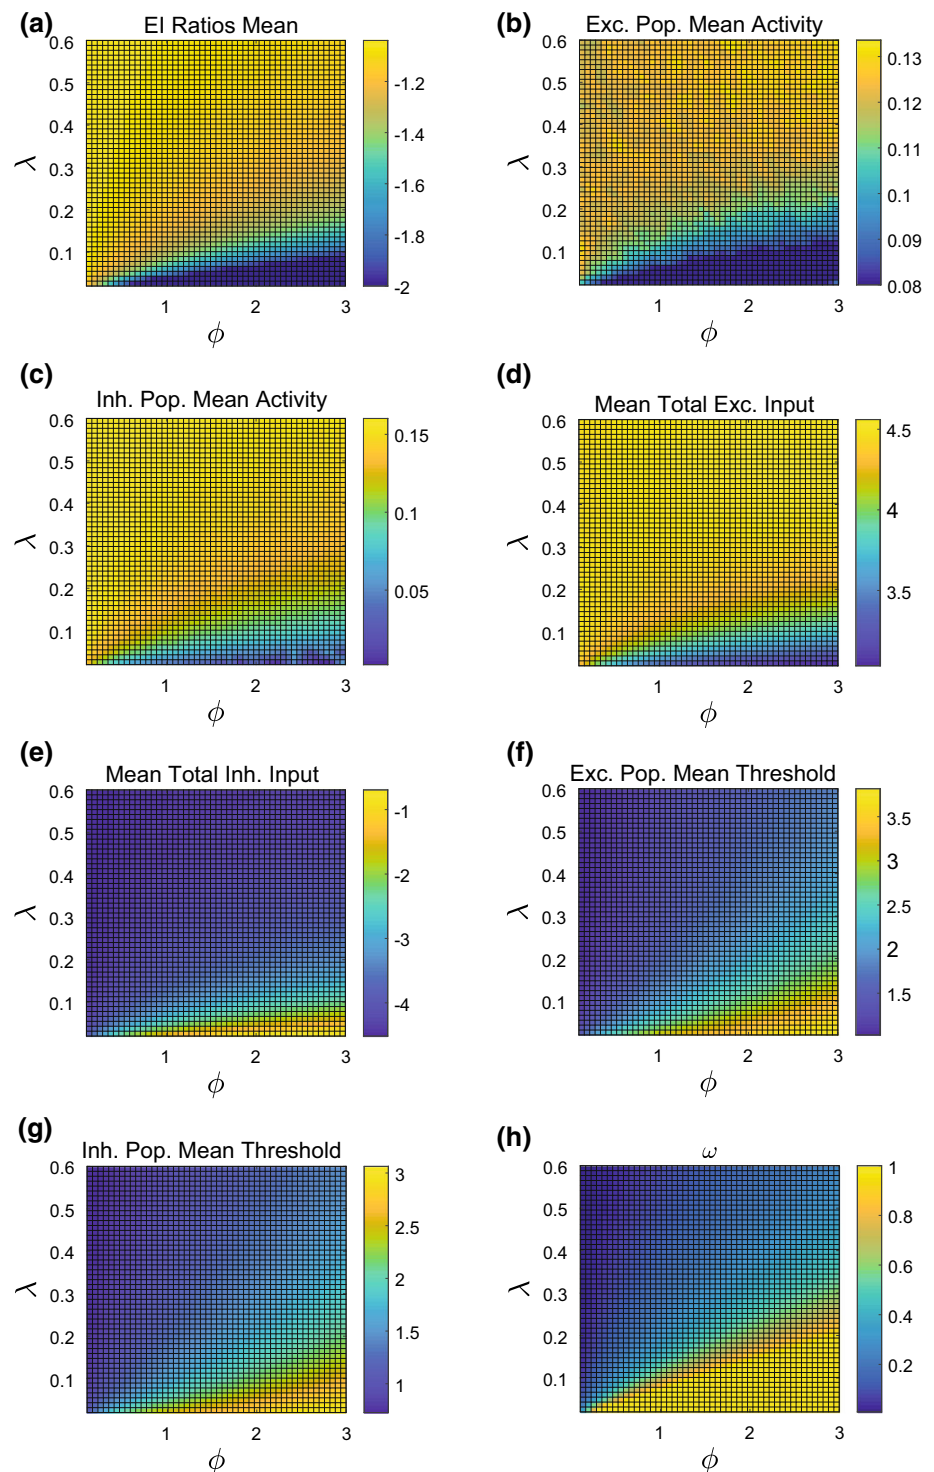 (a)
EI Ratios Mean
0.6
0.5
0.4
0.3
0.2
0.1
λ
1 2 3
ϕ
-1.2
-1.4
-1.6
-1.8
-2
(b)
Exc. Pop. Mean Activity
0.6
0.5
0.4
0.3
0.2
0.1
λ
1 2 3
ϕ
0.13
0.12
0.11
0.1
0.09
0.08
(c)
Inh. Pop. Mean Activity
0.6
0.5
0.4
0.3
0.2
0.1
λ
1 2 3
ϕ
0.15
0.1
0.05
(d)
Mean Total Exc. Input
0.6
0.5
0.4
0.3
0.2
0.1
λ
1 2 3
ϕ
4.5
4
3.5
(e)
Mean Total Inh. Input
0.6
0.5
0.4
0.3
0.2
0.1
λ
1 2 3
ϕ
-1
-2
-3
-4
(f)
Exc. Pop. Mean Threshold
0.6
0.5
0.4
0.3
0.2
0.1
λ
1 2 3
ϕ
3.5
3
2.5
2
1.5
(g)
Inh. Pop. Mean Threshold
0.6
0.5
0.4
0.3
0.2
0.1
λ
1 2 3
ϕ
3
2.5
2
1.5
1
(h)
ω
0.6
0.5
0.4
0.3
0.2
0.1
λ
1 2 3
ϕ
1
0.8
0.6
0.4
0.2